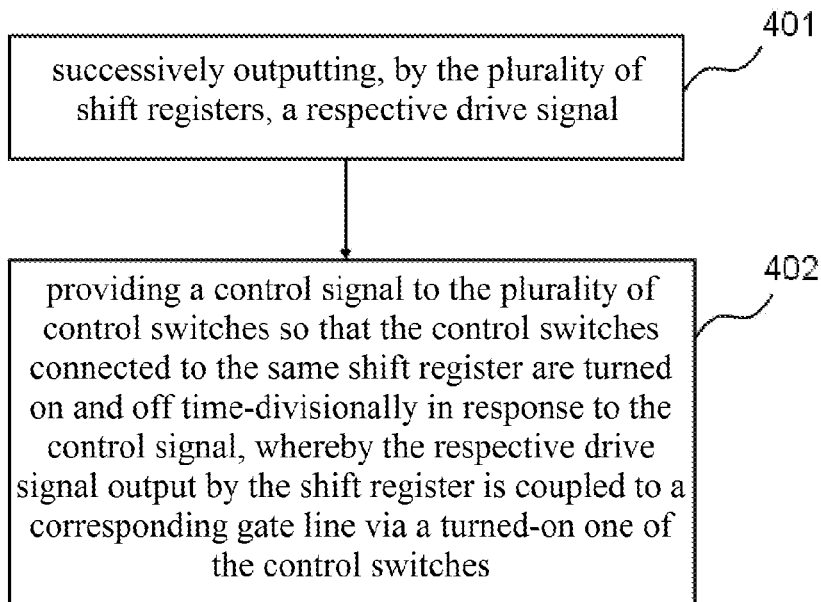 401
successively outputting, by the plurality of
shift registers, a respective drive signal
402
providing a control signal to the plurality of
control switches so that the control switches
connected to the same shift register are turned
on and off time-divisionally in response to the
control signal, whereby the respective drive
signal output by the shift register is coupled to a
corresponding gate line via a turned-on one of
the control switches